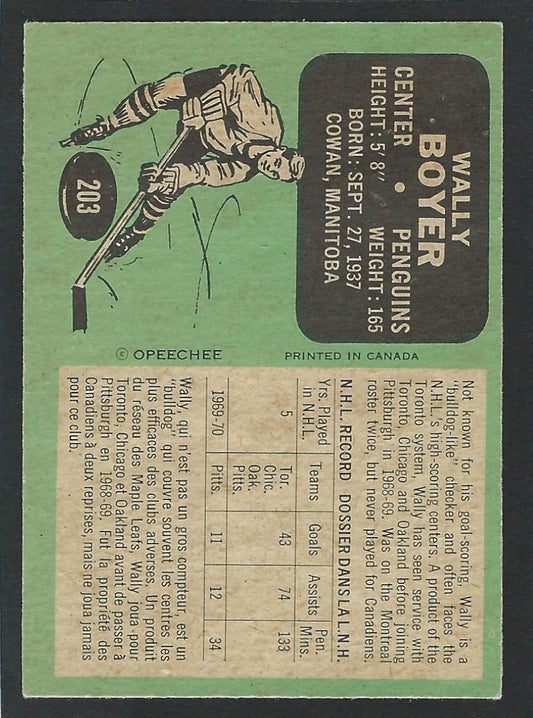 WALLY
BOYER
CENTER • PENGUINS
HEIGHT: 5'8" WEIGHT: 165
BORN: SEPT. 27, 1937
COWAN, MANITOBA
203
© OPEECHEE PRINTED IN CANADA
Not known for his goal-scoring, Wally is a
"bulldog-like" checker and often faces the
N.H.L.'s high-scoring centers. A product of the
Toronto system, Wally has seen service with
Toronto, Chicago and Oakland before joining
Pittsburgh in 1968-69. Was on the Montreal
roster twice, but never played for Canadiens.
N.H.L. RECORD DOSSIER DANS LA L.N.H.
Yrs. Played in N.H.L. Teams Goals Assists Pen. Mins.
5 Tor. Chic. Oak. Pitts. 43 74 133
1969-70 Pitts. 11 12 34
Wally, qui n'est pas un gros compteur, est un
"bulldog" qui couvre souvent les centres les
plus efficaces des clubs adverses. Un produit
du réseau des Maple Leafs, Wally joua pour
Toronto, Chicago et Oakland avant de passer à
Pittsburgh en 1968-69. Fut la propriété des
Canadiens à deux reprises, mais ne joua jamais
pour ce club.